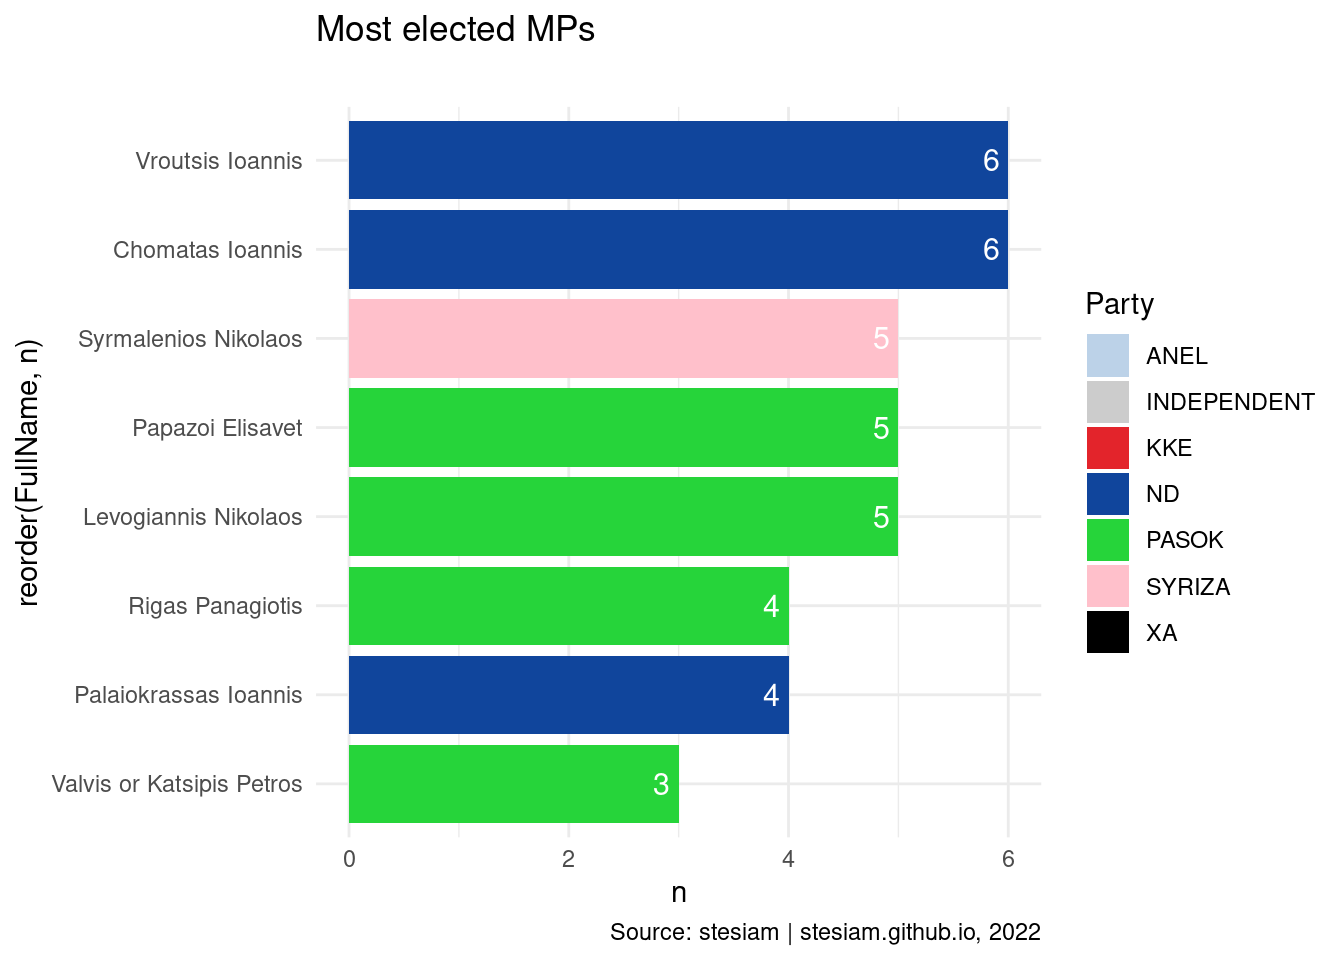 Most elected MPs
reorder(FullName, n)
Vroutsis Ioannis
6
Chomatas Ioannis
6
Syrmalenios Nikolaos
5
Papazoi Elisavet
5
Levogiannis Nikolaos
5
Rigas Panagiotis
4
Palaiokrassas Ioannis
4
Valvis or Katsipis Petros
3
0 2 4 6
n
Party
ANEL
INDEPENDENT
KKE
ND
PASOK
SYRIZA
XA
Source: stesiam | stesiam.github.io, 2022